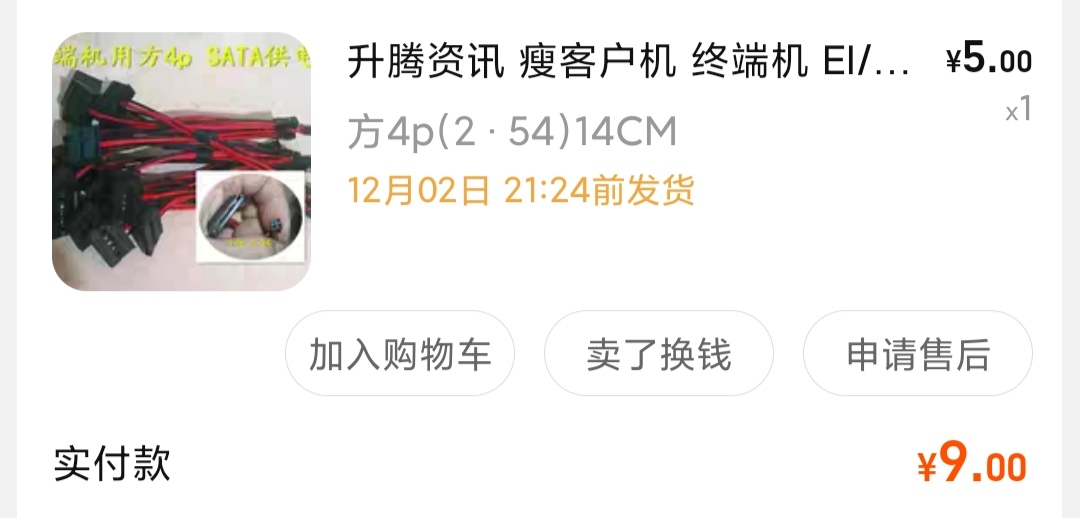 端机用方4p SATA供电
升腾资讯 瘦客户机 终端机 EI/...
¥5.00
x1
方4p(2·54)14CM
12月02日 21:24前发货
加入购物车
卖了换钱
申请售后
实付款
¥9.00